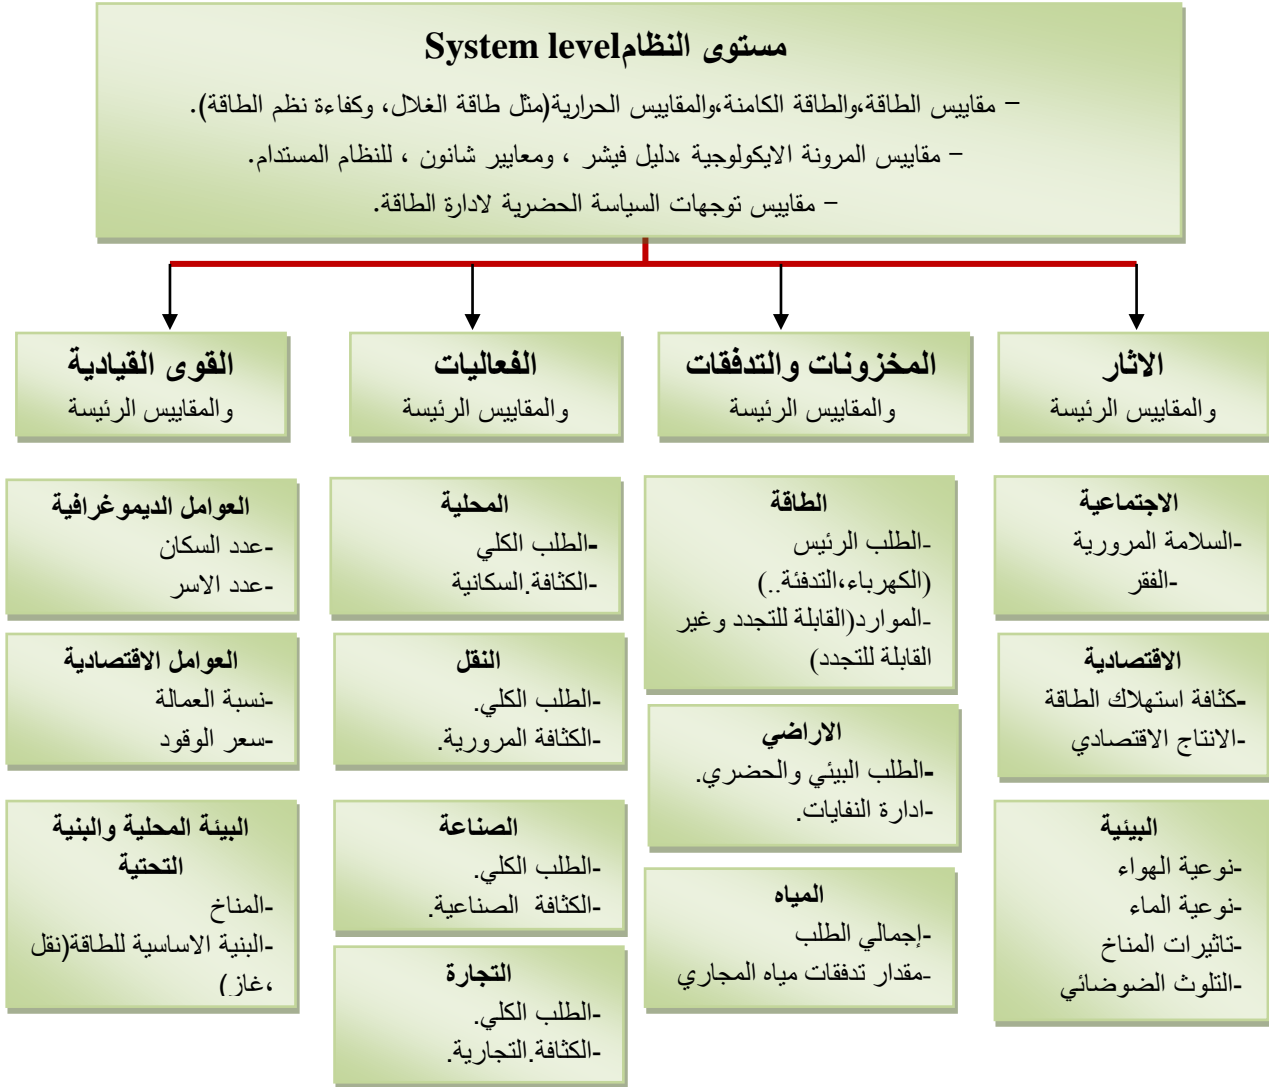 مستوى النظامSystem level
– مقاييس الطاقة،والطاقة الكامنة،والمقاييس الحرارية(مثل طاقة الغلال، وكفاءة نظم الطاقة).
– مقاييس المرونة الايكولوجية ،دليل فيشر ، ومعايير شانون ، للنظام المستدام.
– مقاييس توجهات السياسة الحضرية لادارة الطاقة.
الاثار
والمقاييس الرئيسة
المخزونات والتدفقات
والمقاييس الرئيسة
الفعاليات
والمقاييس الرئيسة
القوى القيادية
والمقاييس الرئيسة
الاجتماعية
-السلامة المرورية
-الفقر
الاقتصادية
-كثافة استهلاك الطاقة
-الانتاج الاقتصادي
البيئية
-نوعية الهواء
-نوعية الماء
-تاثيرات المناخ
-التلوث الضوضائي
الطاقة
-الطلب الرئيس
(الكهرباء،التدفئة..)
-الموارد(القابلة للتجدد وغير
القابلة للتجدد)
الاراضي
-الطلب البيئي والحضري.
-ادارة النفايات.
المياه
-إجمالي الطلب
-مقدار تدفقات مياه المجاري
المحلية
-الطلب الكلي
-الكثافة.السكانية
النقل
-الطلب الكلي.
-الكثافة المرورية.
الصناعة
-الطلب الكلي.
-الكثافة الصناعية.
التجارة
-الطلب الكلي.
-الكثافة.التجارية.
العوامل الديموغرافية
-عدد السكان
-عدد الاسر
العوامل الاقتصادية
-نسبة العمالة
-سعر الوقود
البيئة المحلية والبنية
التحتية
-المناخ
-البنية الاساسية للطاقة(نقل
،غاز)